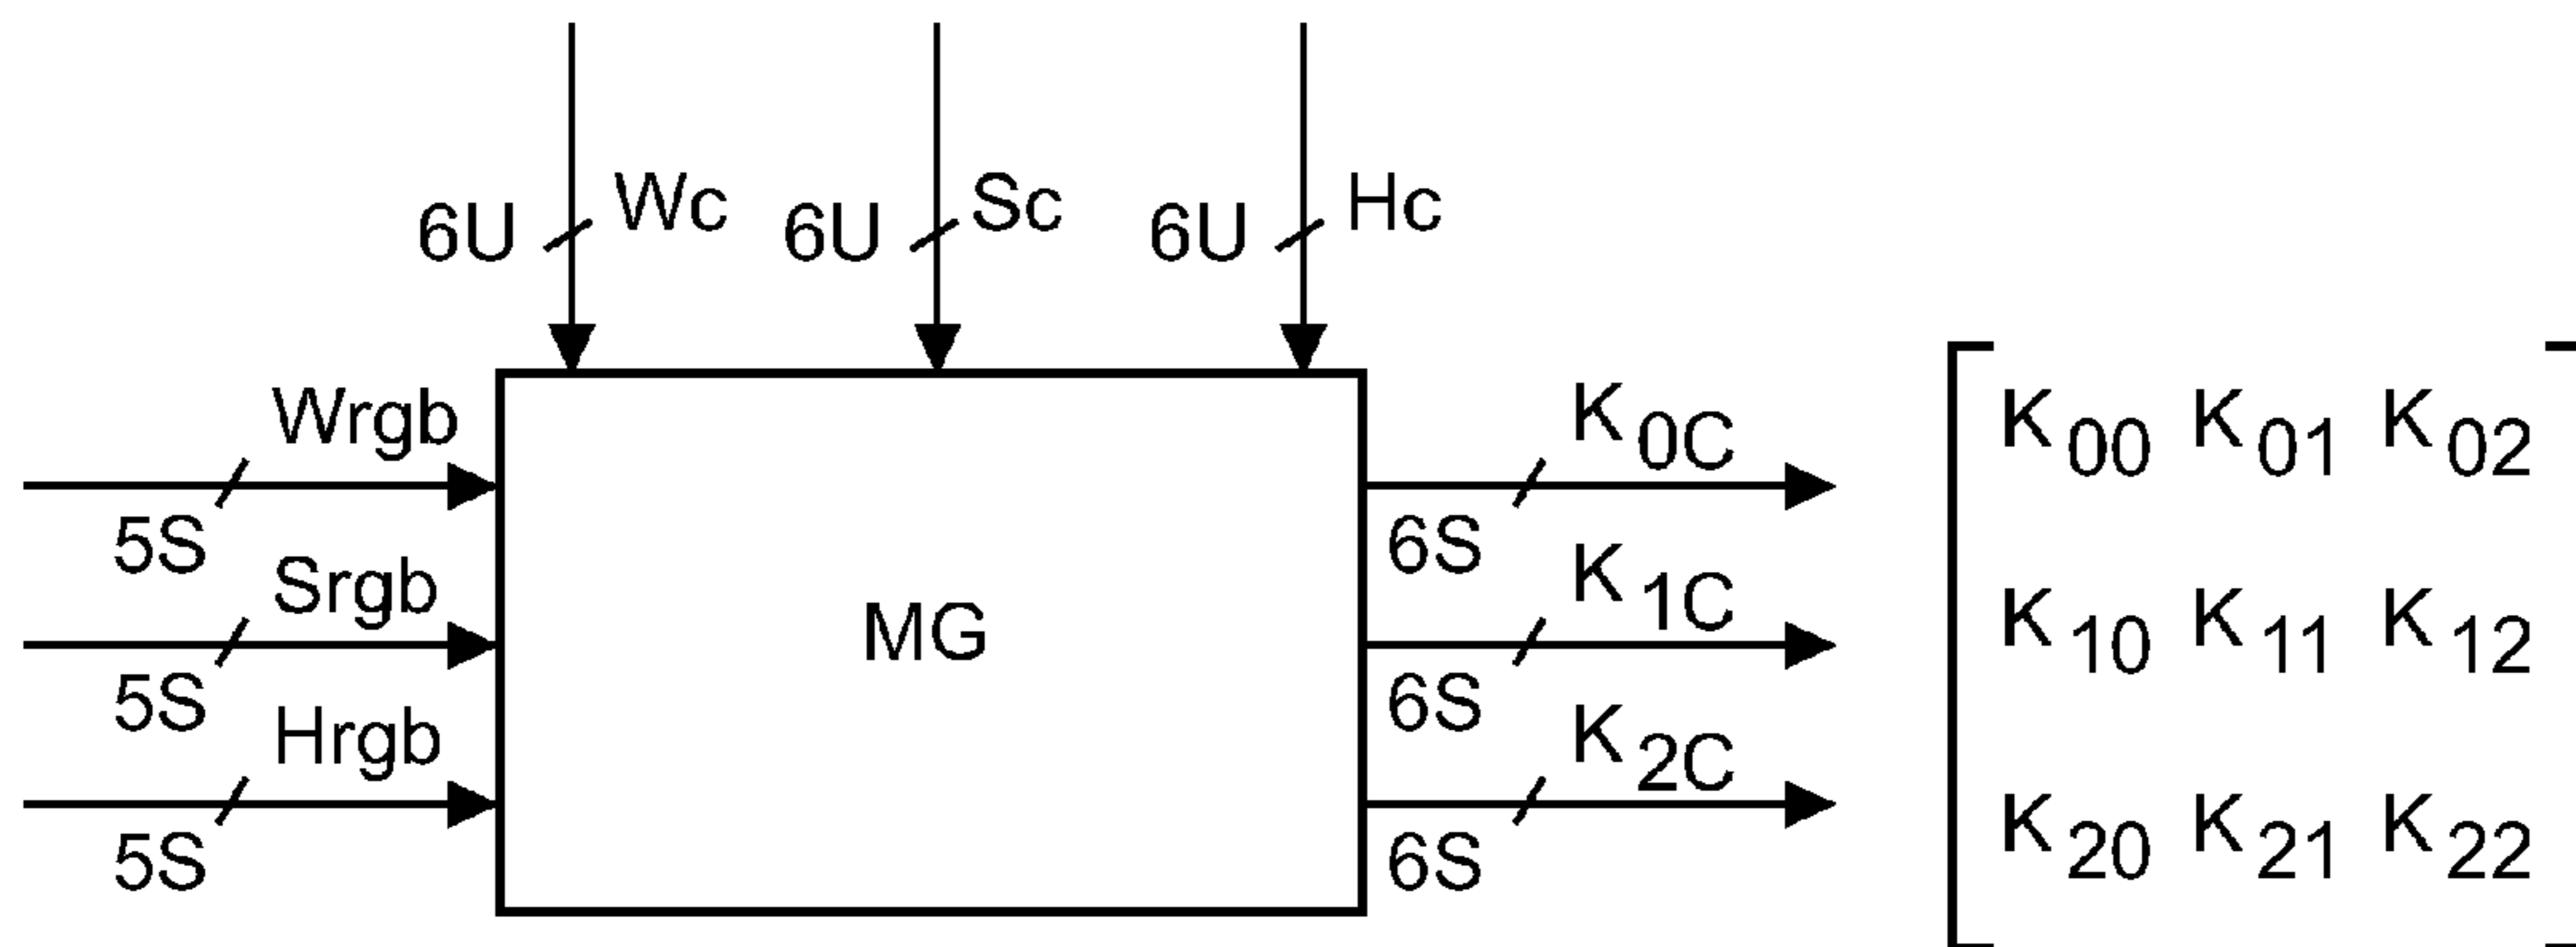 6U Wc 6U Sc 6U Hc
Wrgb
5S
Srgb
5S
Hrgb
5S
MG
K0C
6S
K1C
6S
K2C
6S
K00 K01 K02
K10 K11 K12
K20 K21 K22